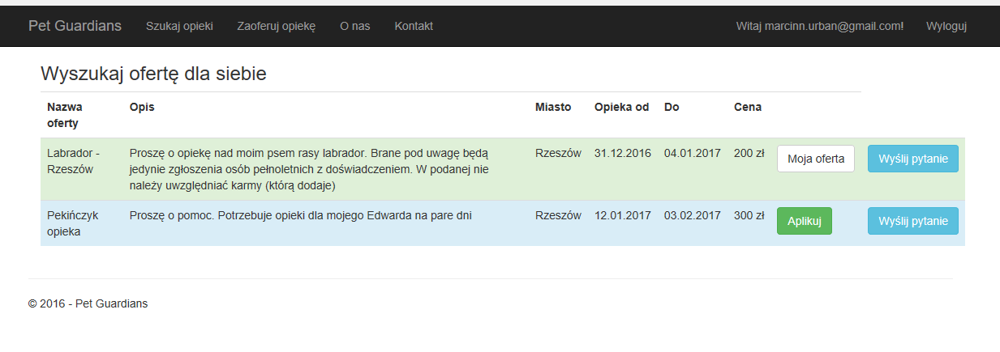 Pet Guardians Szukaj opieki Zaoferuj opiekę O nas Kontakt Witaj marcinn.urban@gmail.com! Wyloguj
Wyszukaj ofertę dla siebie
Nazwa oferty Opis Miasto Opieka od Do Cena
Labrador - Rzeszów Proszę o opiekę nad moim psem rasy labrador. Brane pod uwagę będą
jedynie zgłoszenia osób pełnoletnich z doświadczeniem. W podanej nie
należy uwzględniać karmy (którą dodaje) Rzeszów 31.12.2016 04.01.2017 200 zł Moja oferta Wyślij pytanie
Pekińczyk opieka Proszę o pomoc. Potrzebuje opieki dla mojego Edwarda na pare dni Rzeszów 12.01.2017 03.02.2017 300 zł Aplikuj Wyślij pytanie
© 2016 - Pet Guardians